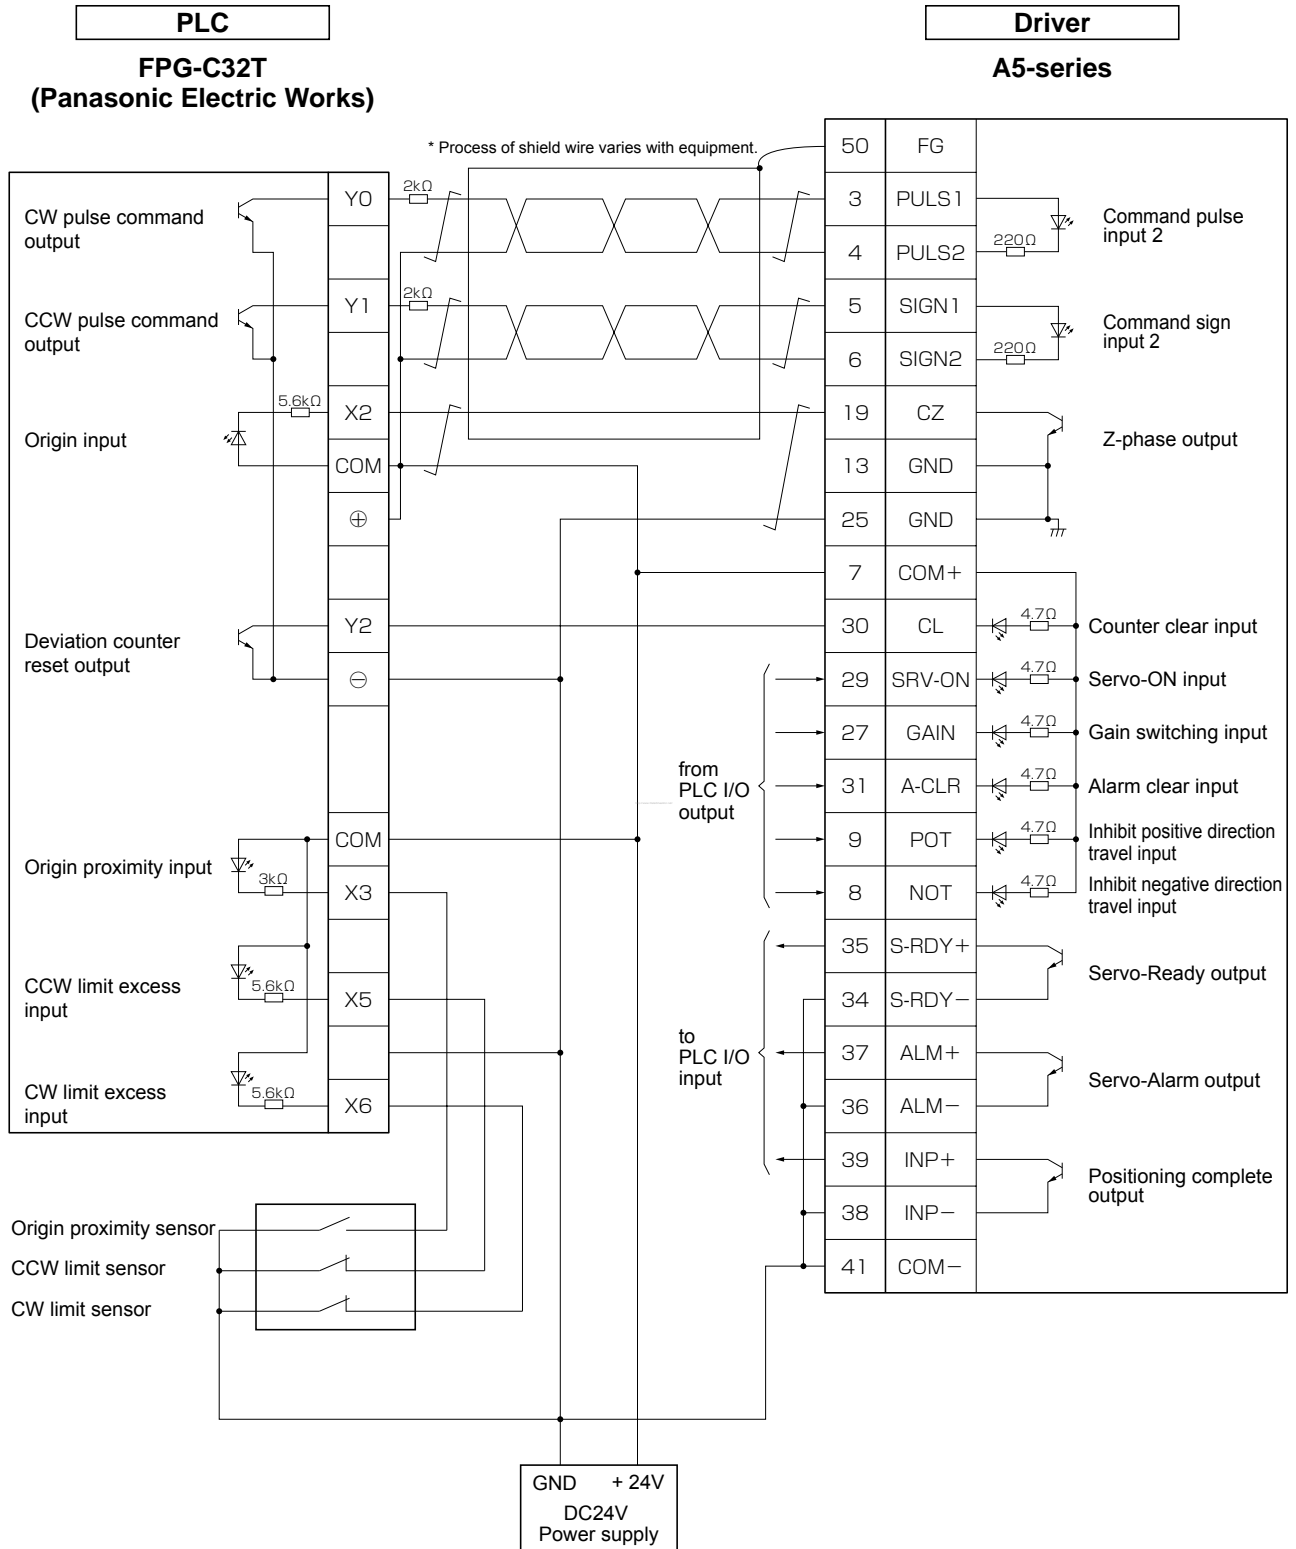 PLC
Driver
FPG-C32T
(Panasonic Electric Works)
A5-series
* Process of shield wire varies with equipment.
50 FG
CW pulse command
output
Y0 2kΩ
3 PULS1
4 PULS2 220Ω
Command pulse
input 2
CCW pulse command
output
Y1 2kΩ
5 SIGN1
6 SIGN2 220Ω
Command sign
input 2
Origin input
5.6kΩ X2
COM
⊕
19 CZ
13 GND
25 GND
Z-phase output
7 COM+
Deviation counter
reset output
Y2
⊖
30 CL 4.7Ω Counter clear input
29 SRV-ON 4.7Ω Servo-ON input
27 GAIN 4.7Ω Gain switching input
31 A-CLR 4.7Ω Alarm clear input
9 POT 4.7Ω Inhibit positive direction
travel input
8 NOT 4.7Ω Inhibit negative direction
travel input
from
PLC I/O
output
COM
Origin proximity input
3kΩ X3
CCW limit excess
input
5.6kΩ X5
CW limit excess
input
5.6kΩ X6
35 S-RDY+
34 S-RDY−
Servo-Ready output
to
PLC I/O
input
37 ALM+
36 ALM−
Servo-Alarm output
39 INP+
38 INP−
Positioning complete
output
41 COM−
Origin proximity sensor
CCW limit sensor
CW limit sensor
GND + 24V
DC24V
Power supply